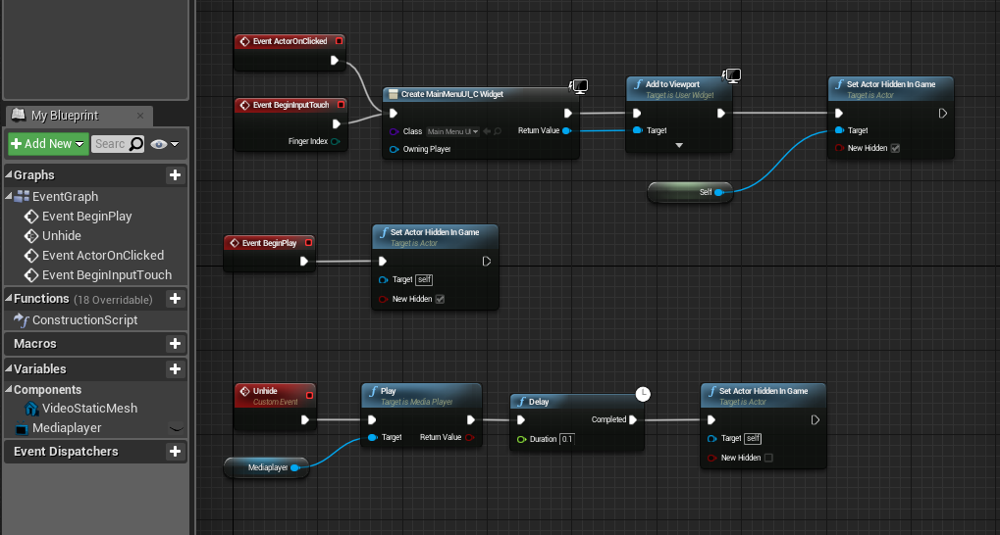 My Blueprint
Add New
Searc
Graphs
EventGraph
Event BeginPlay
Unhide
Event ActorOnClicked
Event BeginInputTouch
Functions (18 Overridable)
ConstructionScript
Macros
Variables
Components
VideoStaticMesh
Mediaplayer
Event Dispatchers
Event ActorOnClicked
Event BeginInputTouch
Finger Index
Create MainMenuUI_C Widget
Class Main Menu UI
Return Value
Owning Player
Add to Viewport
Target is User Widget
Target
Set Actor Hidden In Game
Target is Actor
Target
New Hidden
Self
Event BeginPlay
Set Actor Hidden In Game
Target is Actor
Target self
New Hidden
Unhide
Custom Event
Mediaplayer
Play
Target is Media Player
Target Return Value
Delay
Completed
Duration 0.1
Set Actor Hidden In Game
Target is Actor
Target self
New Hidden